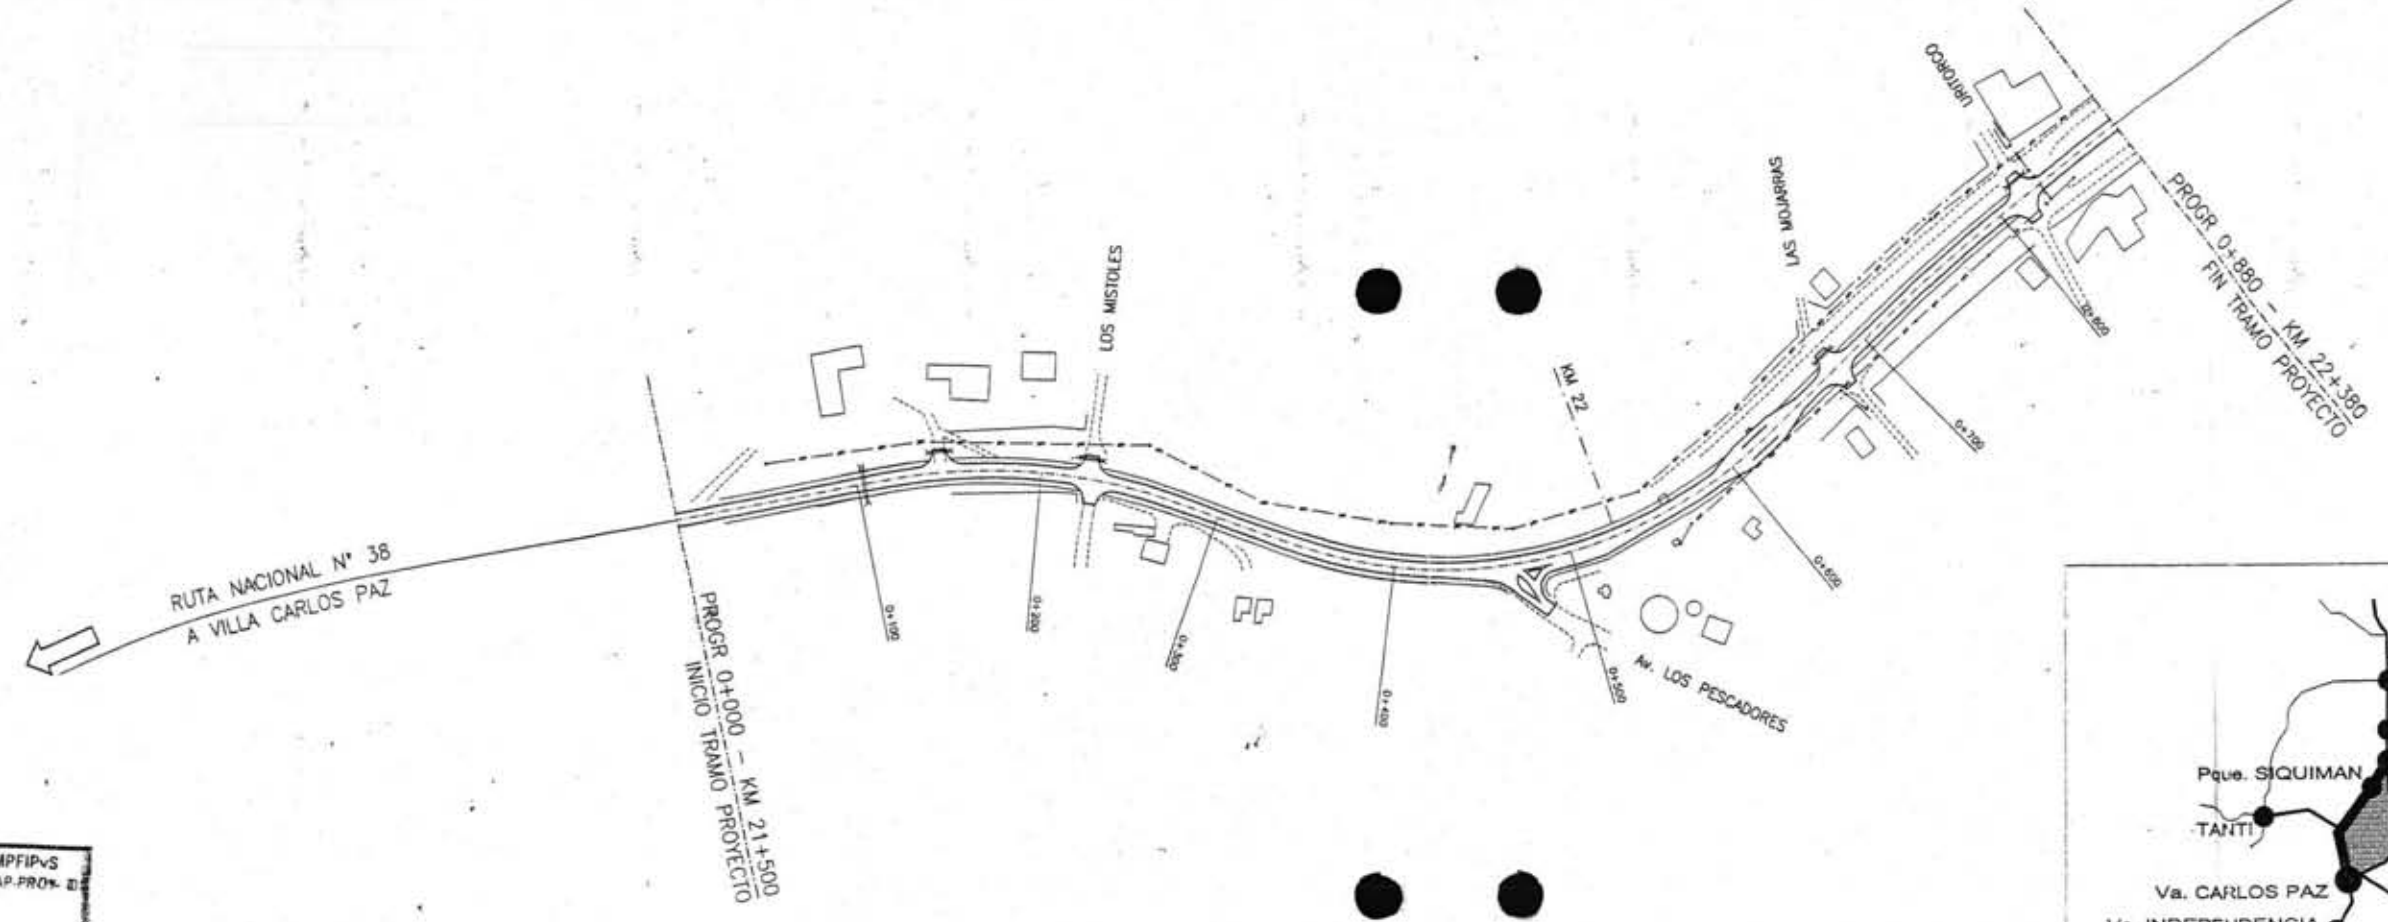 URITORCO
LAS MOJARRAS
PROGR 0+880 - KM 22+380
FIN TRAMO PROYECTO
LOS MISTOLES
KM 22
0+800
0+700
0+600
0+500
0+400
0+300
0+200
0+100
RUTA NACIONAL N° 38
A VILLA CARLOS PAZ
PROGR 0+000 - KM 21+500
INICIO TRAMO PROYECTO
Av. LOS PESCADORES
Pque. SIQUIMAN
TANTI
Va. CARLOS PAZ
Va. INDEPENDENCIA
MPFIPyS